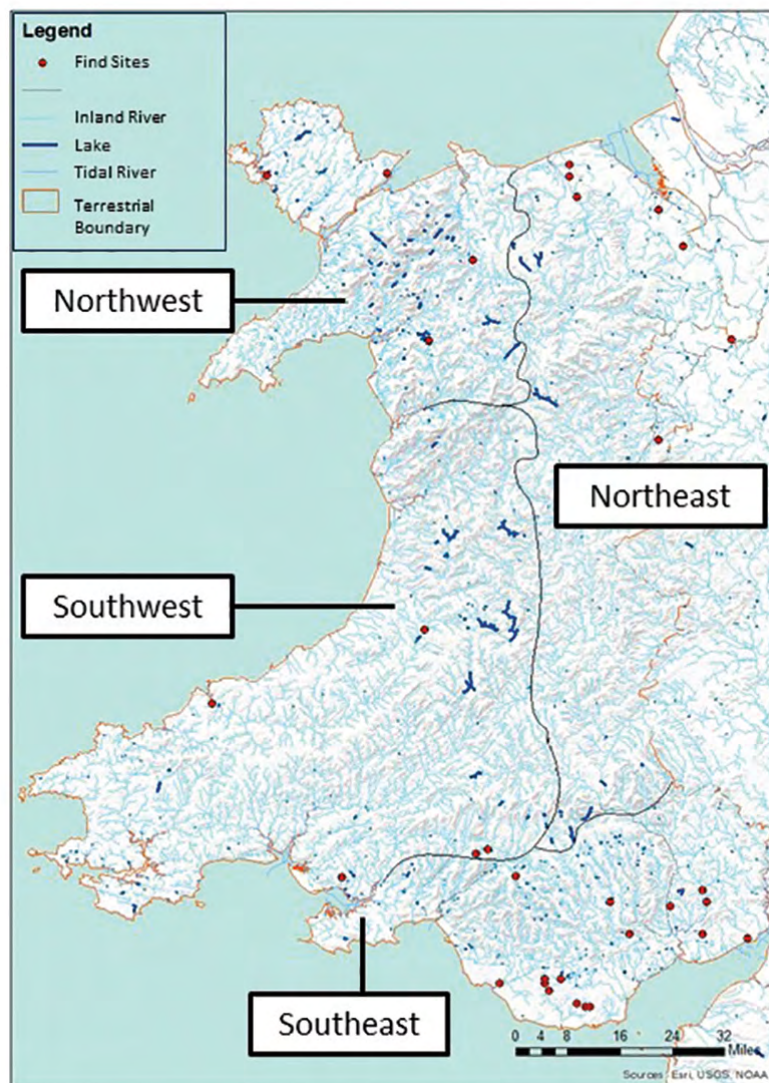 Legend
Find Sites
Inland River
Lake
Tidal River
Terrestrial
Boundary
Northwest
Northeast
Southwest
Southeast
0 4 8 16 24 32
Miles
Sources: Esri, USGS, NOAA